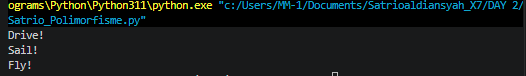 ograms\Python\Python311\python.exe "c:/Users/MM-1/Documents/Satrioaldiansyah_X7/DAY 2/
Satrio_Polimorfisme.py"
Drive!
Sail!
Fly!